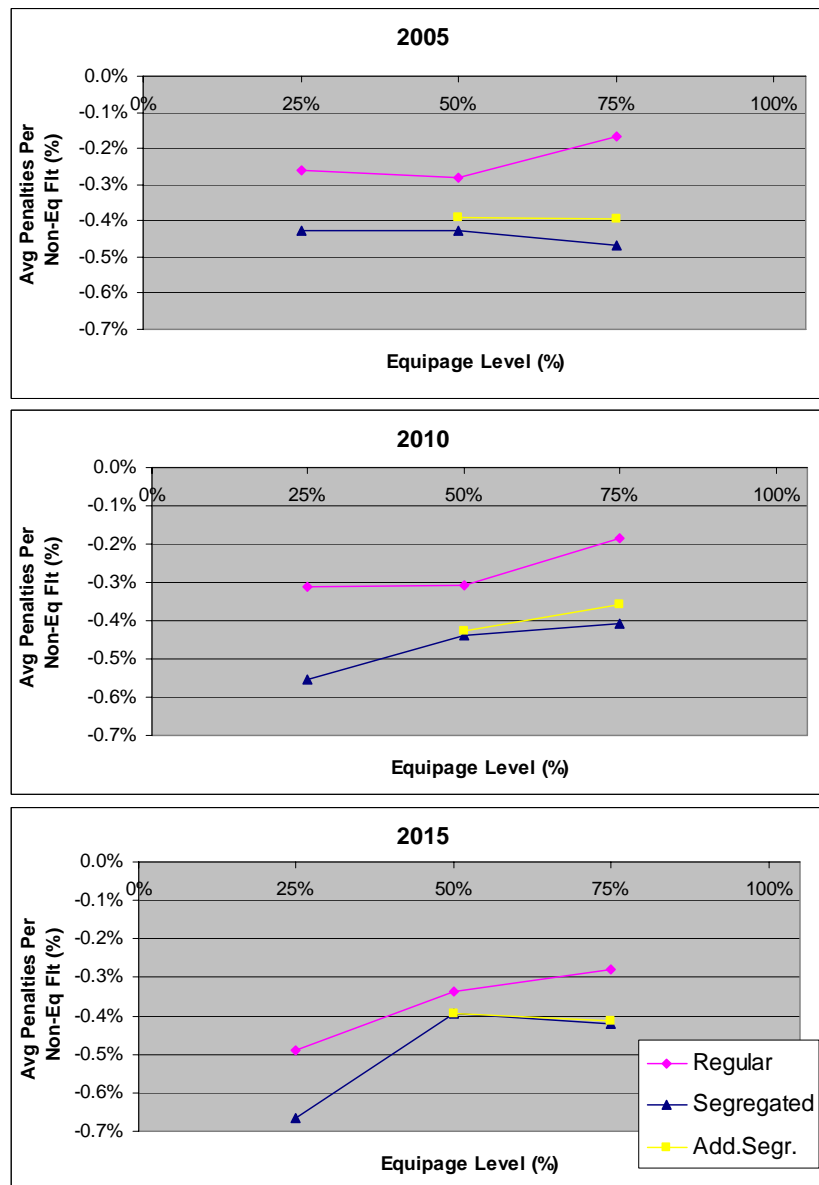 2005
0.0%
0% 25% 50% 75% 100%
-0.1%
-0.2%
-0.3%
-0.4%
-0.5%
-0.6%
-0.7%
Avg Penalties Per
Non-Eq Flt (%)
Equipage Level (%)
2010
0.0%
0% 25% 50% 75% 100%
-0.1%
-0.2%
-0.3%
-0.4%
-0.5%
-0.6%
-0.7%
Avg Penalties Per
Non-Eq Flt (%)
Equipage Level (%)
2015
0.0%
0% 25% 50% 75% 100%
-0.1%
-0.2%
-0.3%
-0.4%
-0.5%
-0.6%
-0.7%
Avg Penalties Per
Non-Eq Flt (%)
Equipage Level (%)
Regular
Segregated
Add.Segr.